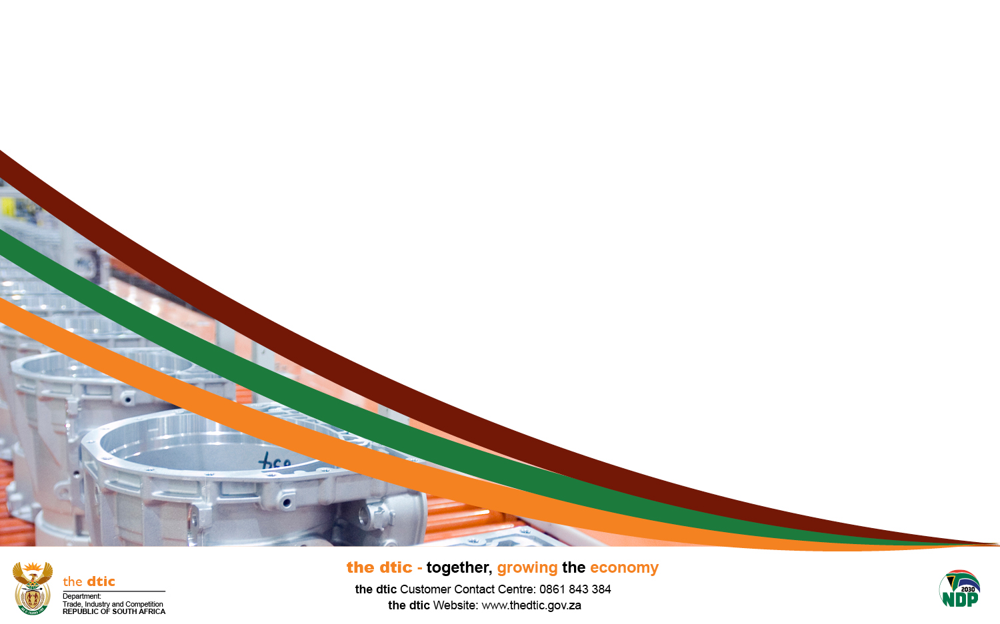 the dtic - together, growing the economy
the dtic Customer Contact Centre: 0861 843 384
the dtic Website: www.thedtic.gov.za
the dtic
Department:
Trade, Industry and Competition
REPUBLIC OF SOUTH AFRICA
2030
NDP